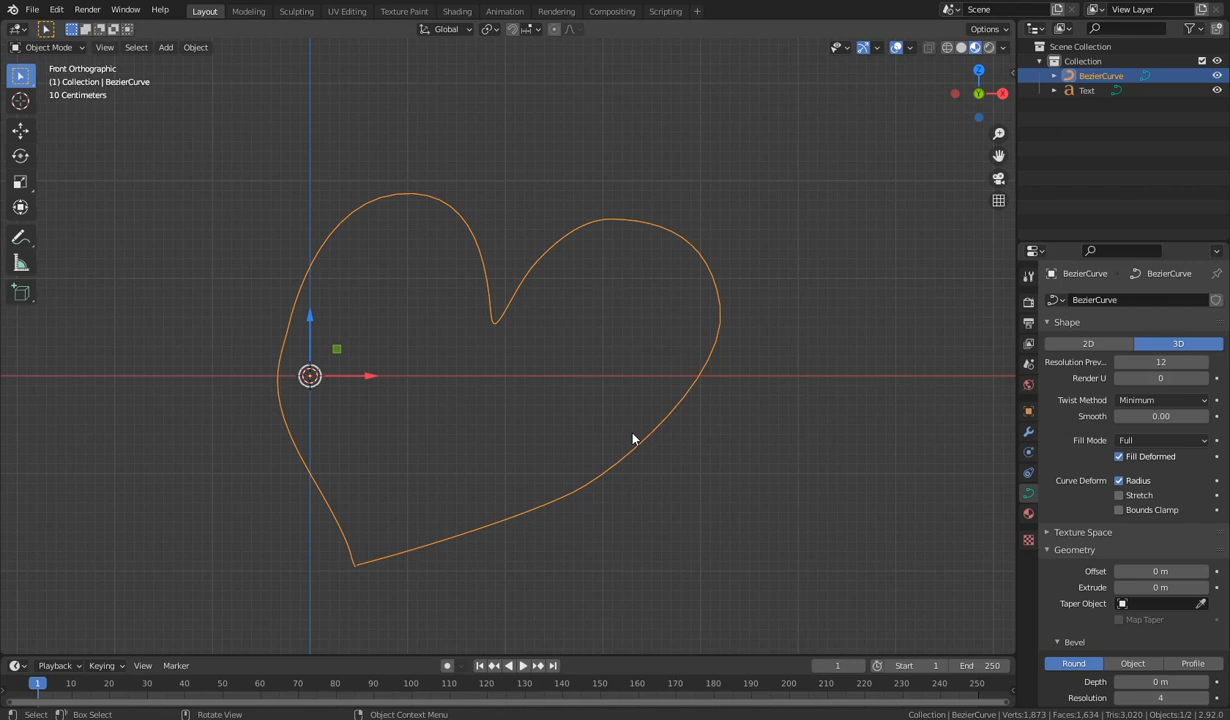 File Edit Render Window Help Layout Modeling Sculpting UV Editing Texture Paint Shading Animation Rendering Compositing Scripting + Scene View Layer
Global Options
Object Mode View Select Add Object
Front Orthographic
(1) Collection | BezierCurve
10 Centimeters
Z
Y
X
Scene Collection
Collection
BezierCurve
Text
BezierCurve BezierCurve
BezierCurve
Shape
2D 3D
Resolution Prev... 12
Render U 0
Twist Method Minimum
Smooth 0.00
Fill Mode Full
Fill Deformed
Curve Deform Radius
Stretch
Bounds Clamp
Texture Space
Geometry
Offset 0 m
Extrude 0 m
Taper Object
Map Taper
Bevel
Round Object Profile
Depth 0 m
Resolution 4
Playback Keying View Marker 1 Start 1 End 250
1 10 20 30 40 50 60 70 80 90 100 110 120 130 140 150 160 170 180 190 200 210 220 230 240 250
Select Box Select Rotate View Object Context Menu Collection | BezierCurve | Verts:1,873 | Faces:1,634 | Tris:3,020 | Objects:1/2 | 2.92.0